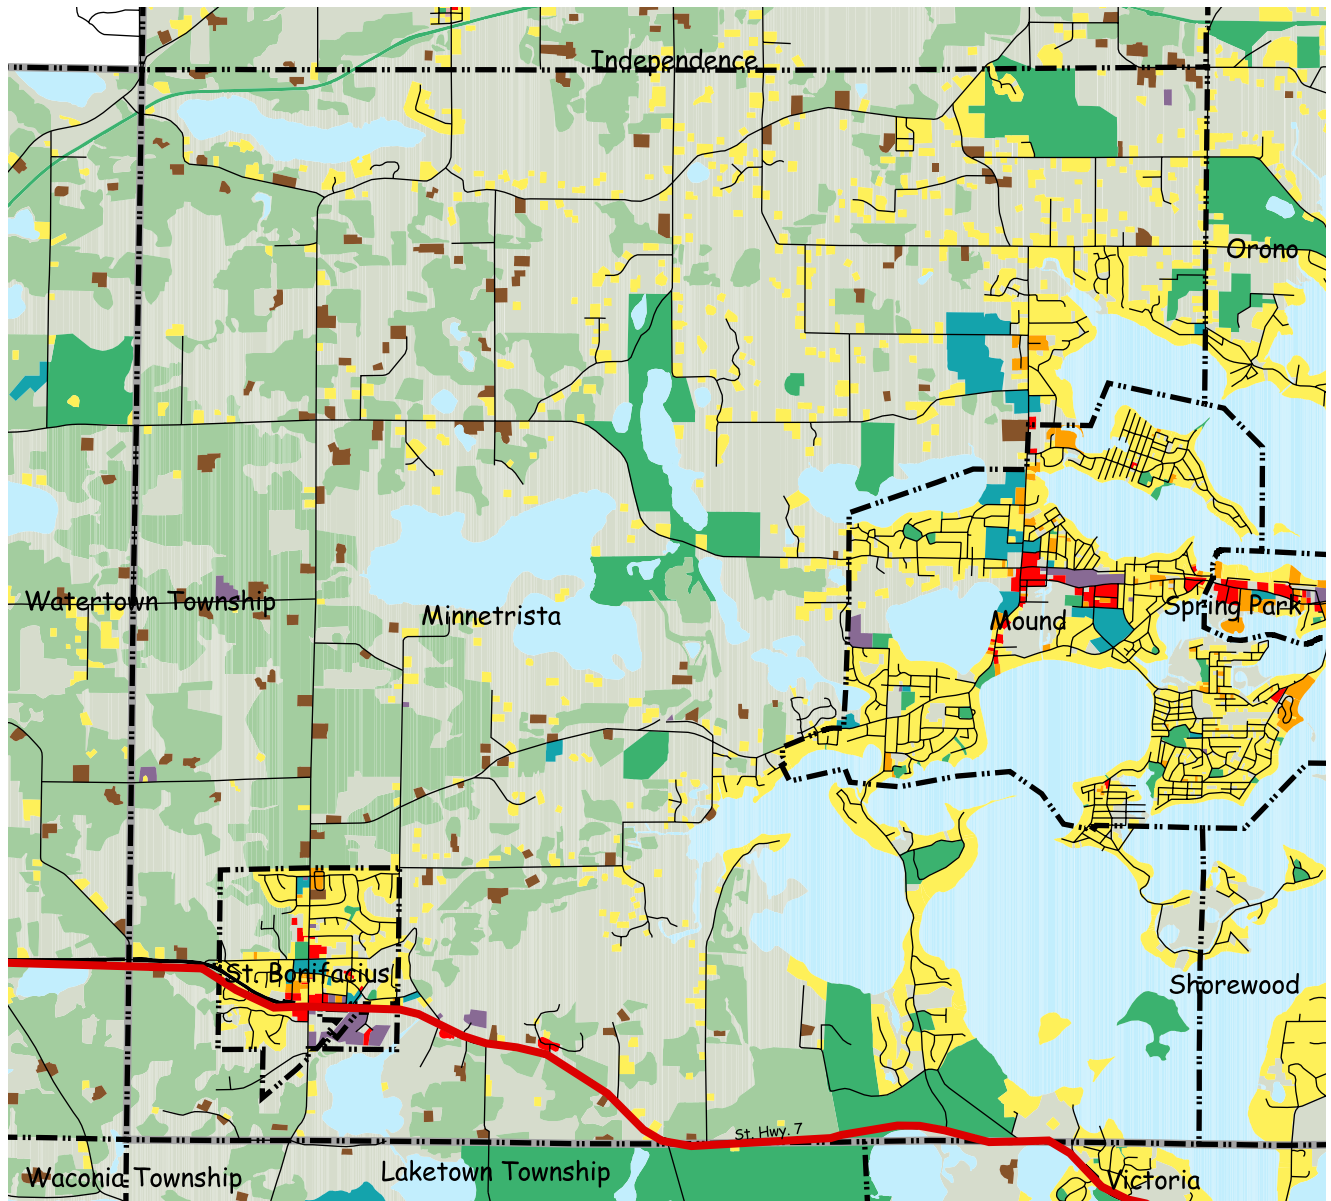 Independence
Orono
Watertown Township
Minnetrista
Mound
Spring Park
St. Bonifacius
Shorewood
St. Hwy. 7
Waconia Township
Laketown Township
Victoria